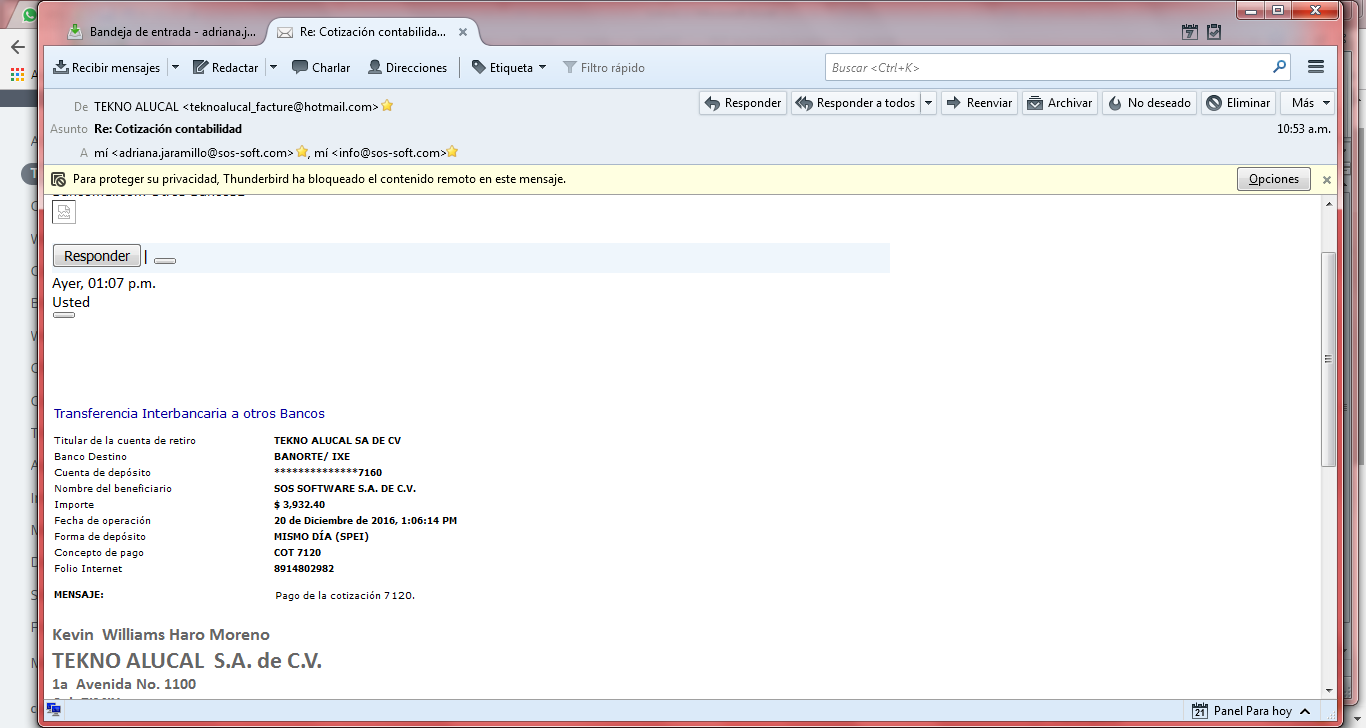 Bandeja de entrada - adriana.j...
Re: Cotización contabilida...
Recibir mensajes
Redactar
Charlar
Direcciones
Etiqueta
Filtro rápido
Buscar <Ctrl+K>
De TEKNO ALUCAL <teknoalucal_facture@hotmail.com>
Responder
Responder a todos
Reenviar
Archivar
No deseado
Eliminar
Más
Asunto Re: Cotización contabilidad
10:53 a.m.
A mí <adriana.jaramillo@sos-soft.com>, mí <info@sos-soft.com>
Para proteger su privacidad, Thunderbird ha bloqueado el contenido remoto en este mensaje.
Opciones
Responder |
Ayer, 01:07 p.m.
Usted
Transferencia Interbancaria a otros Bancos
Titular de la cuenta de retiro TEKNO ALUCAL SA DE CV
Banco Destino BANORTE/ IXE
Cuenta de depósito **************7160
Nombre del beneficiario SOS SOFTWARE S.A. DE C.V.
Importe $ 3,932.40
Fecha de operación 20 de Diciembre de 2016, 1:06:14 PM
Forma de depósito MISMO DÍA (SPEI)
Concepto de pago COT 7120
Folio Internet 8914802982
MENSAJE: Pago de la cotización 7120.
Kevin Williams Haro Moreno
TEKNO ALUCAL S.A. de C.V.
1a Avenida No. 1100
21 Panel Para hoy